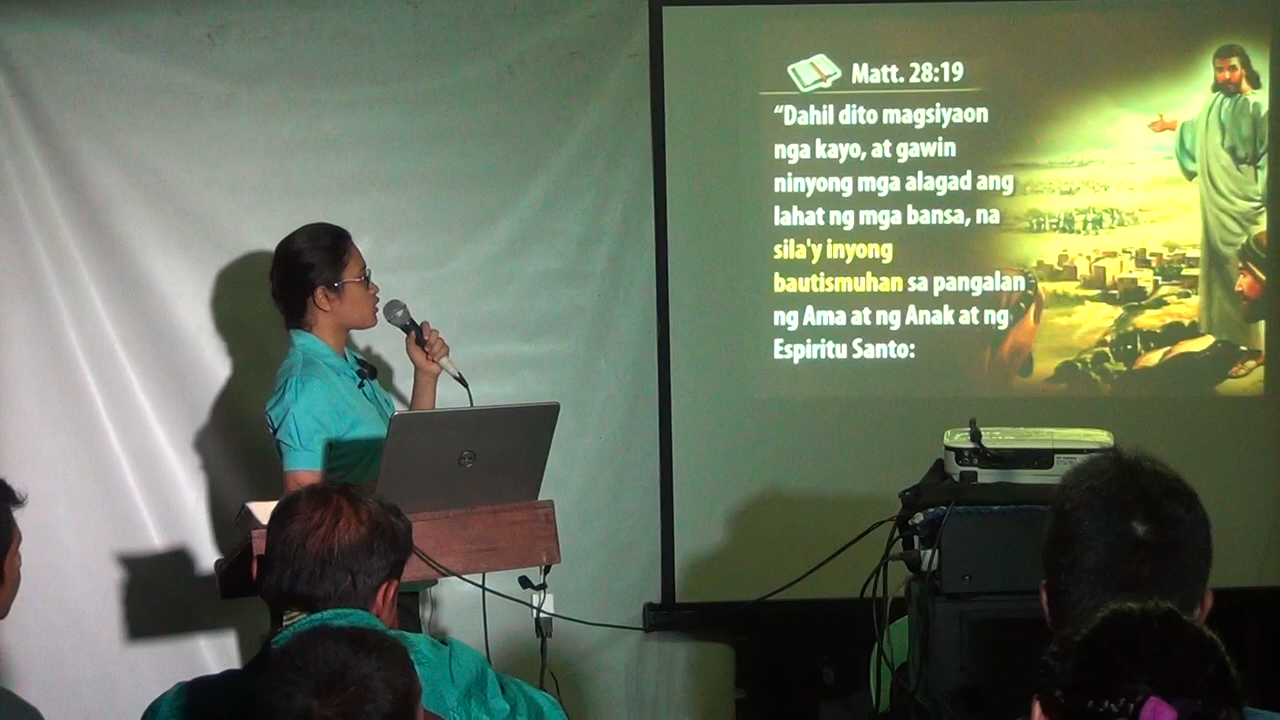 Matt. 28:19
“Dahil dito magsiyaon
nga kayo, at gawin
ninyong mga alagad ang
lahat ng mga bansa, na
sila'y inyong
bautismuhan sa pangalan
ng Ama at ng Anak at ng
Espiritu Santo: